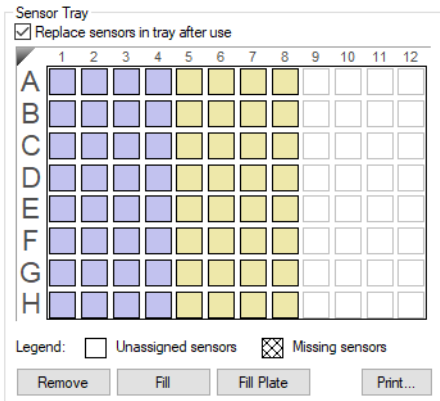 Sensor Tray
Replace sensors in tray after use
1 2 3 4 5 6 7 8 9 10 11 12
A
B
C
D
E
F
G
H
Legend: Unassigned sensors Missing sensors
Remove Fill Fill Plate Print...